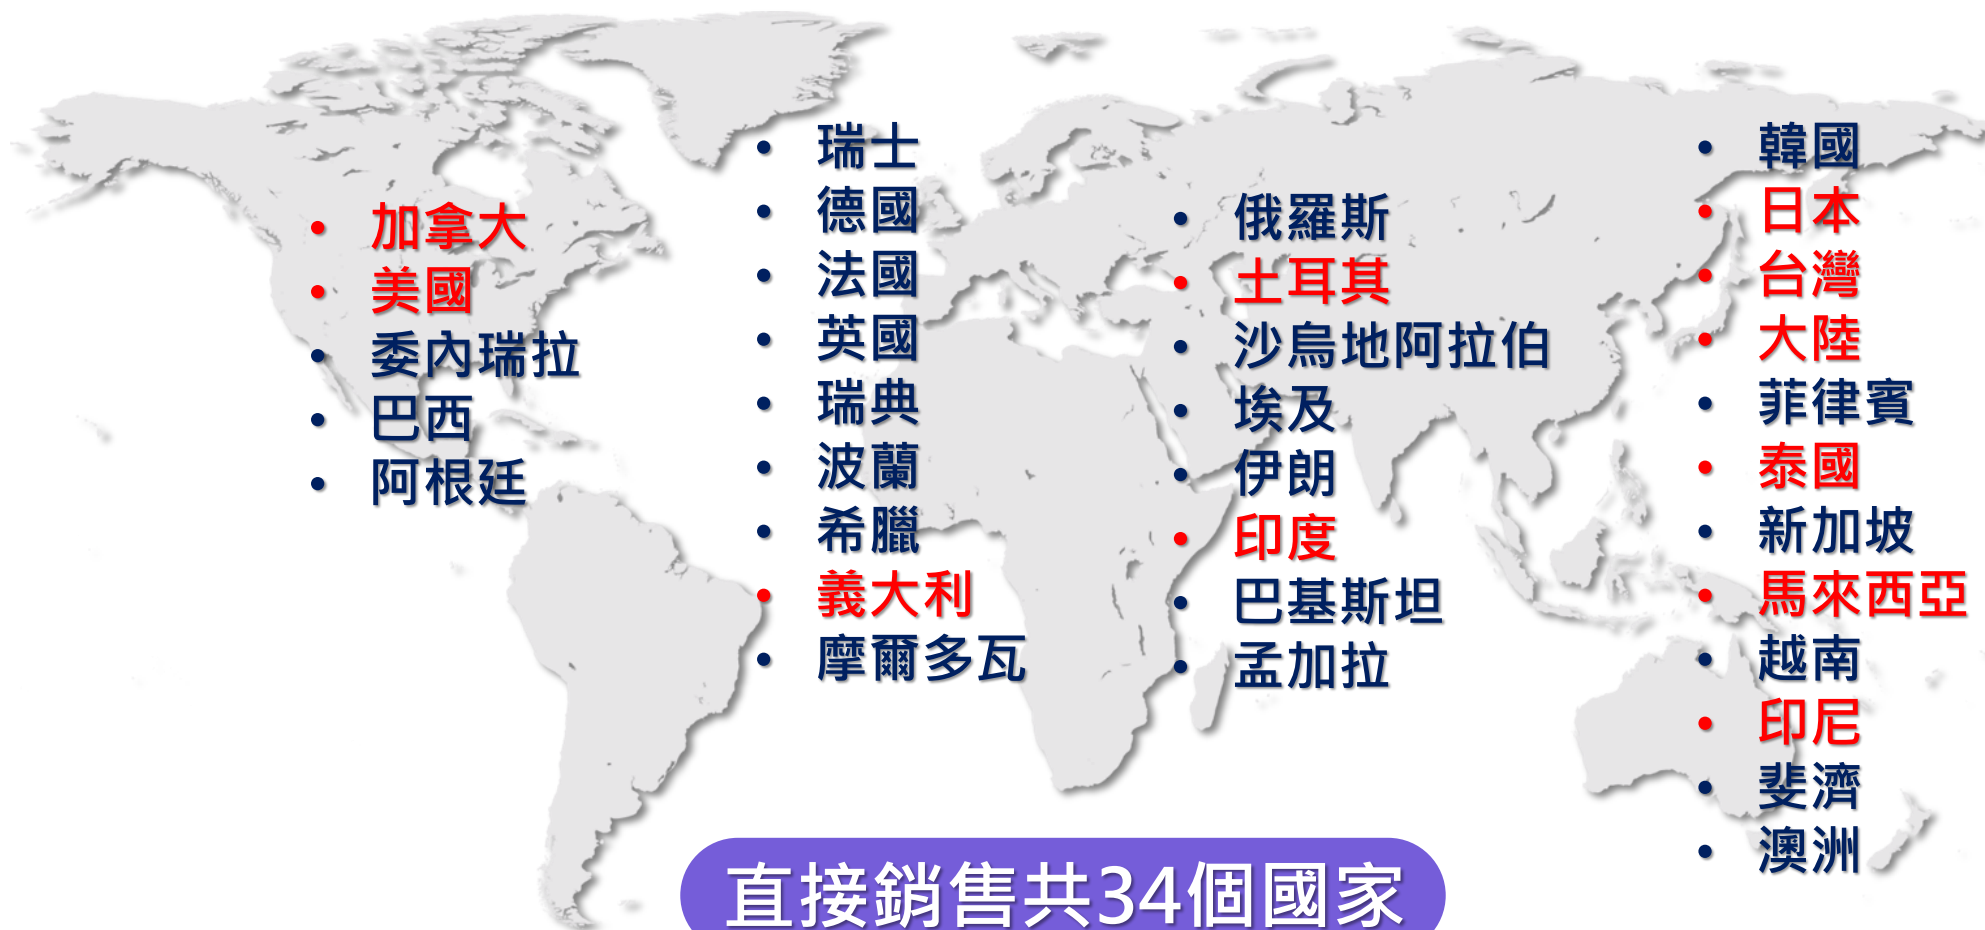 • 加拿大
• 美國
• 委內瑞拉
• 巴西
• 阿根廷
• 瑞士
• 德國
• 法國
• 英國
• 瑞典
• 波蘭
• 希臘
• 義大利
• 摩爾多瓦
• 俄羅斯
• 土耳其
• 沙烏地阿拉伯
• 埃及
• 伊朗
• 印度
• 巴基斯坦
• 孟加拉
• 韓國
• 日本
• 台灣
• 大陸
• 菲律賓
• 泰國
• 新加坡
• 馬來西亞
• 越南
• 印尼
• 斐濟
• 澳洲
直接銷售共34個國家